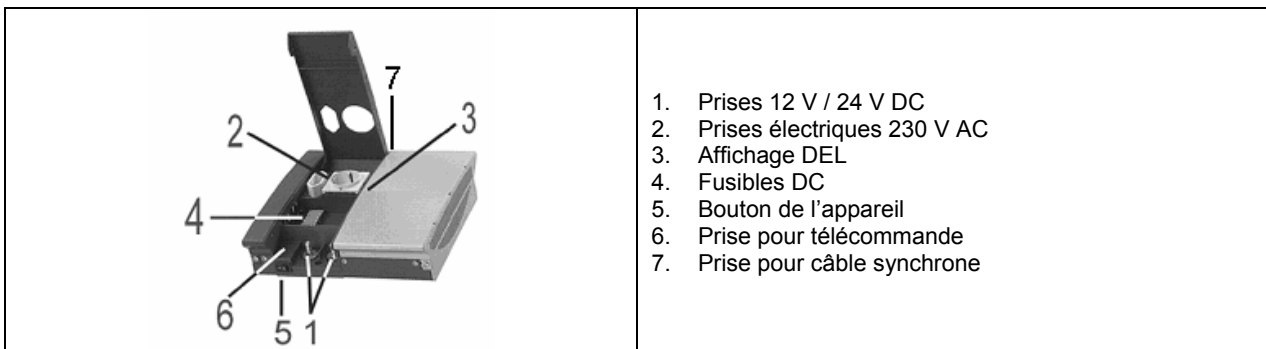 7
3
2
4
6
5
1
1. Prises 12 V / 24 V DC
2. Prises électriques 230 V AC
3. Affichage DEL
4. Fusibles DC
5. Bouton de l'appareil
6. Prise pour télécommande
7. Prise pour câble synchrone